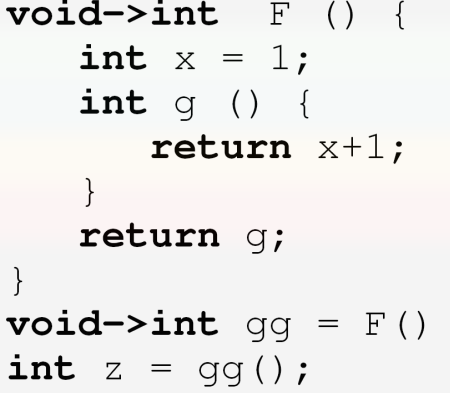 void->int F () {
int x = 1;
int g () {
return x+1;
}
return g;
}
void->int gg = F()
int z = gg();